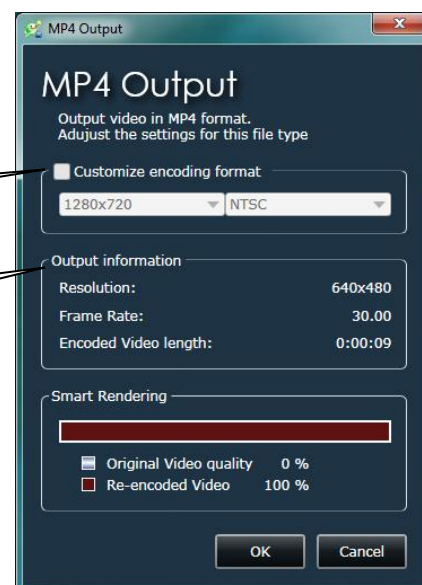 MP4 Output
MP4 Output
Output video in MP4 format.
Adujust the settings for this file type
Customize encoding format
1280x720 NTSC
Output information
Resolution: 640x480
Frame Rate: 30.00
Encoded Video length: 0:00:09
Smart Rendering
Original Video quality 0 %
Re-encoded Video 100 %
OK Cancel